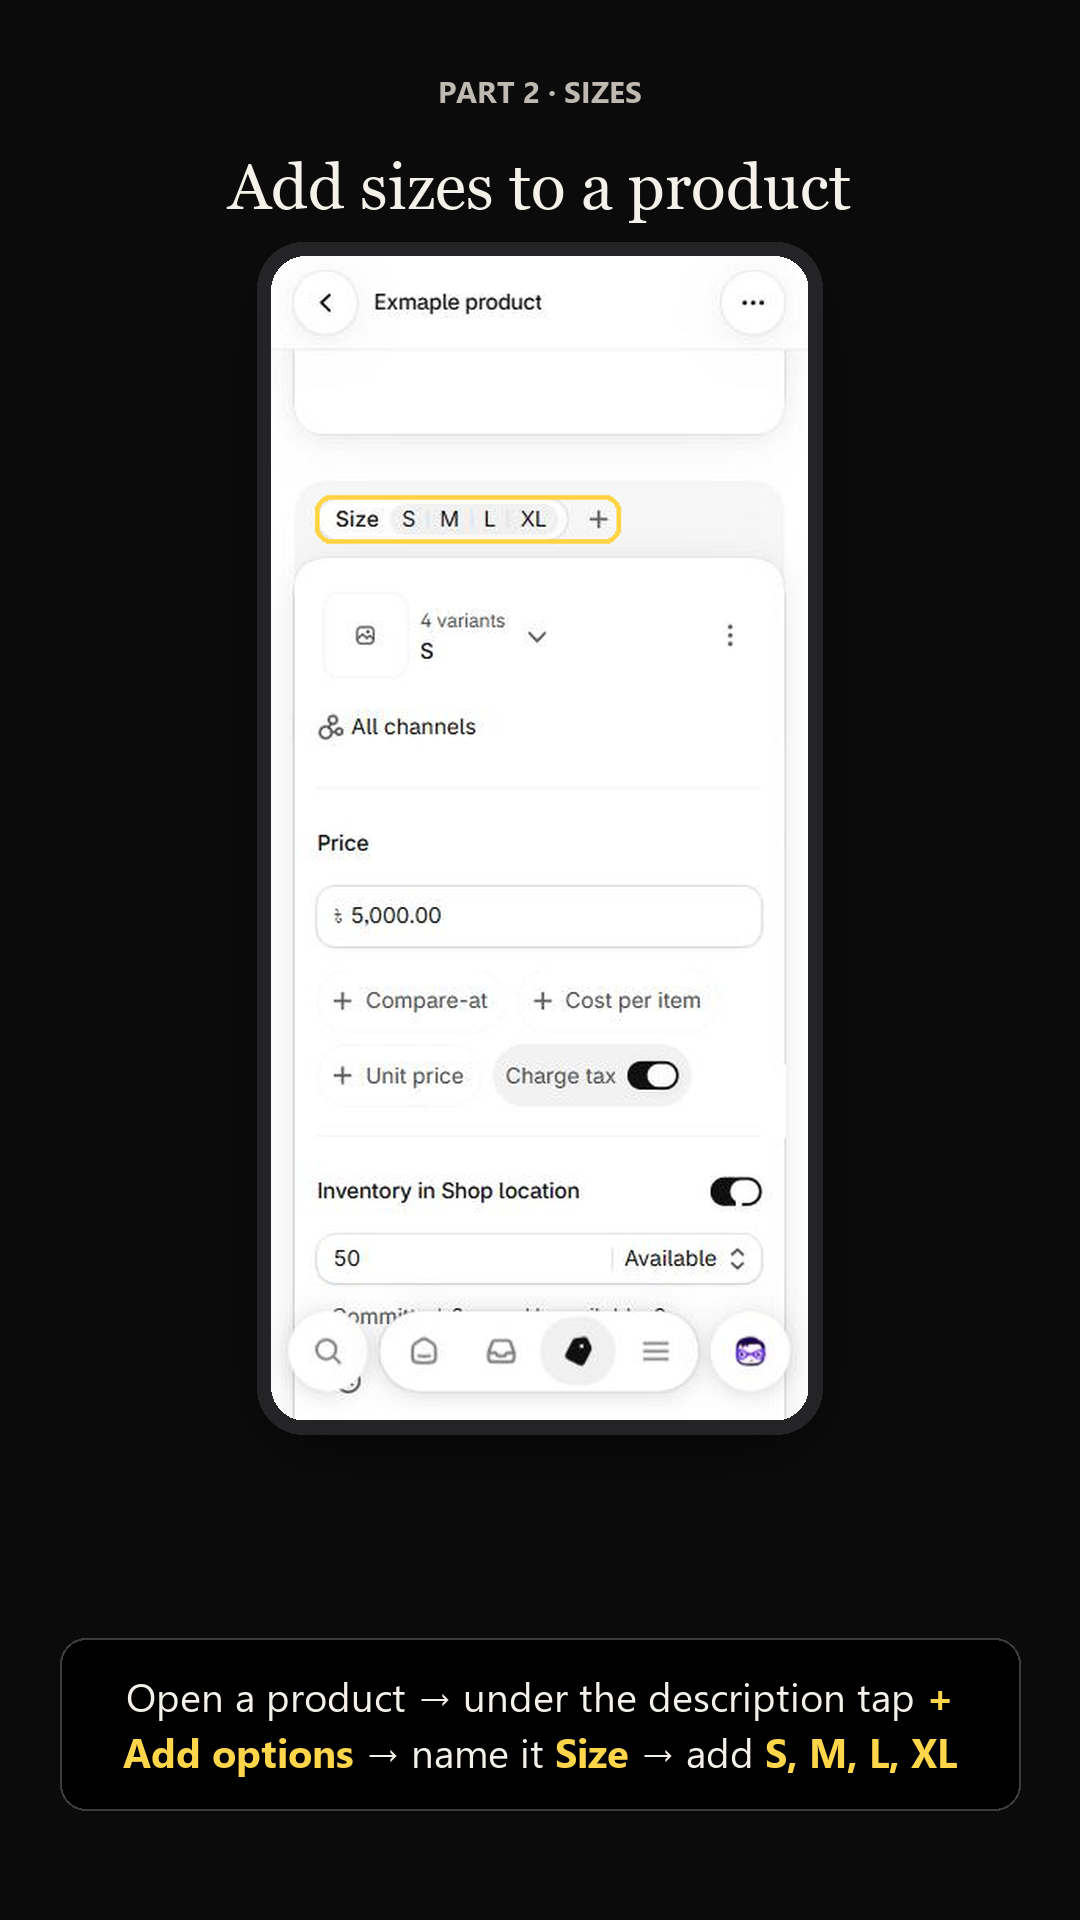 PART 2 · SIZES
Add sizes to a product
Exmaple product
Size S M L XL +
4 variants
S
All channels
Price
৳ 5,000.00
+ Compare-at + Cost per item
+ Unit price Charge tax
Inventory in Shop location
50 Available
Open a product → under the description tap +
Add options → name it Size → add S, M, L, XL